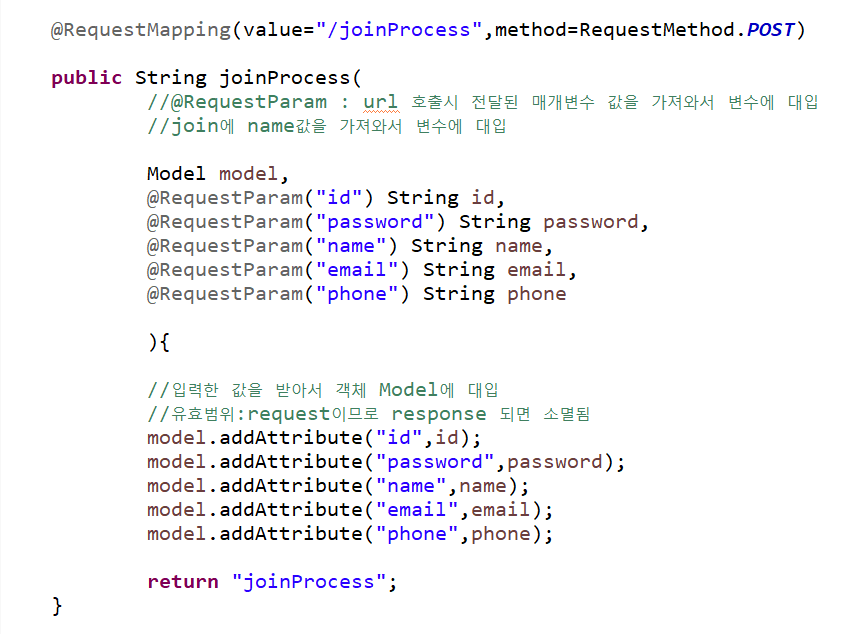 @RequestMapping(value="/joinProcess",method=RequestMethod.POST)
public String joinProcess(
//@RequestParam : url 호출시 전달된 매개변수 값을 가져와서 변수에 대입
//join에 name값을 가져와서 변수에 대입
Model model,
@RequestParam("id") String id,
@RequestParam("password") String password,
@RequestParam("name") String name,
@RequestParam("email") String email,
@RequestParam("phone") String phone
){
//입력한 값을 받아서 객체 Model에 대입
//유효범위:request이므로 response 되면 소멸됨
model.addAttribute("id",id);
model.addAttribute("password",password);
model.addAttribute("name",name);
model.addAttribute("email",email);
model.addAttribute("phone",phone);
return "joinProcess";
}